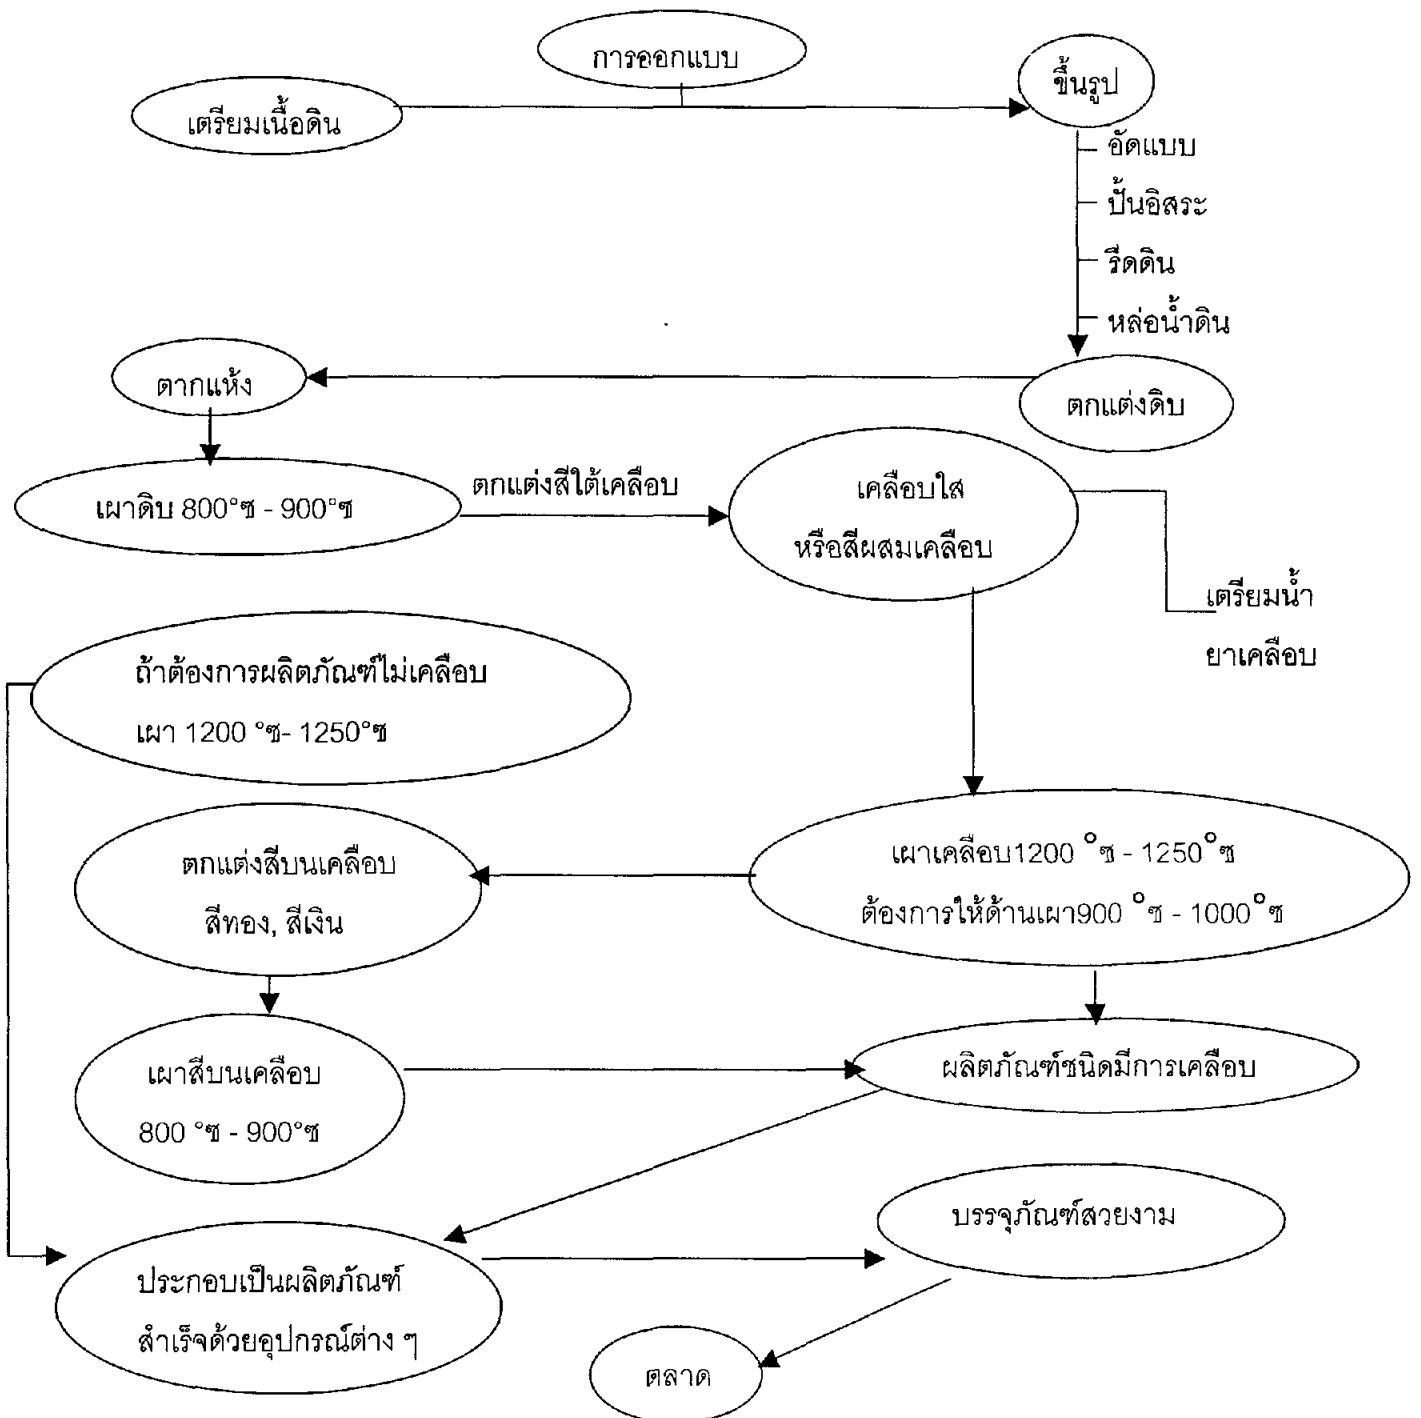 การออกแบบ
ขึ้นรูป
เตรียมเนื้อดิน
อัดแบบ
ปั้นอิสระ
รีดดิน
หล่อน้ำดิน
ตากแห้ง
ตกแต่งดิบ
เผาดิบ 800°ซ - 900°ซ
ตกแต่งสีใต้เคลือบ
เคลือบใส
หรือสีผสมเคลือบ
เตรียมน้ำ
ยาเคลือบ
ถ้าต้องการผลิตภัณฑ์ไม่เคลือบ
เผา 1200 °ซ- 1250°ซ
เผาเคลือบ1200 °ซ - 1250°ซ
ต้องการให้ด้านเผา900 °ซ - 1000°ซ
ตกแต่งสีบนเคลือบ
สีทอง, สีเงิน
เผาสีบนเคลือบ
800 °ซ - 900°ซ
ผลิตภัณฑ์ชนิดมีการเคลือบ
บรรจุภัณฑ์สวยงาม
ประกอบเป็นผลิตภัณฑ์
สำเร็จด้วยอุปกรณ์ต่าง ๆ
ตลาด